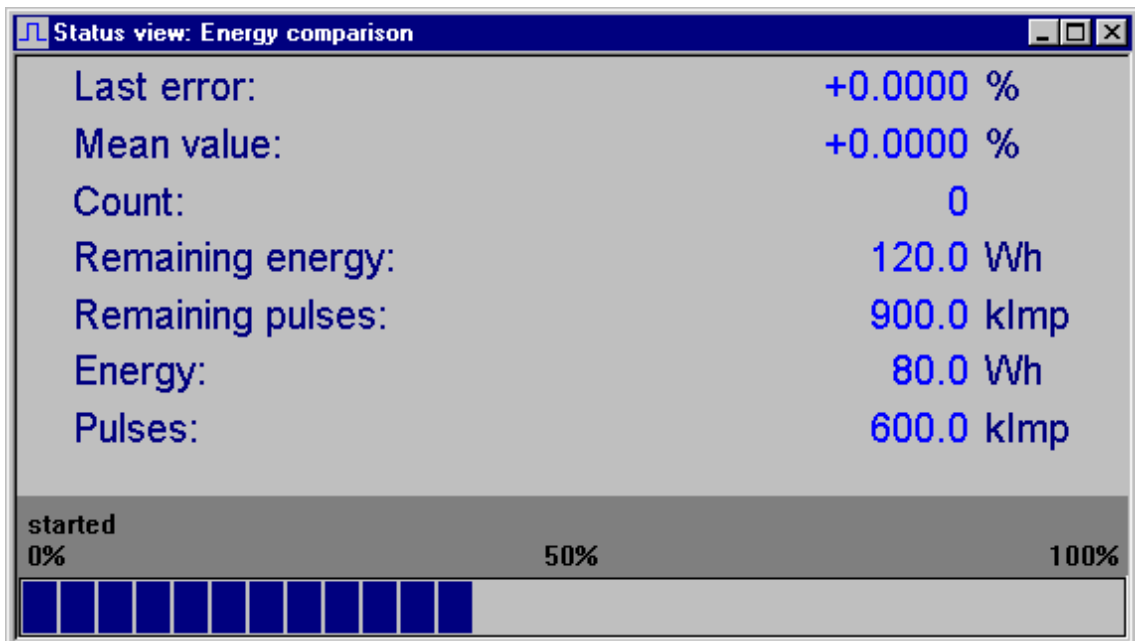 Status view: Energy comparison
Last error: +0.0000 %
Mean value: +0.0000 %
Count: 0
Remaining energy: 120.0 Wh
Remaining pulses: 900.0 kImp
Energy: 80.0 Wh
Pulses: 600.0 kImp
started
0% 50% 100%